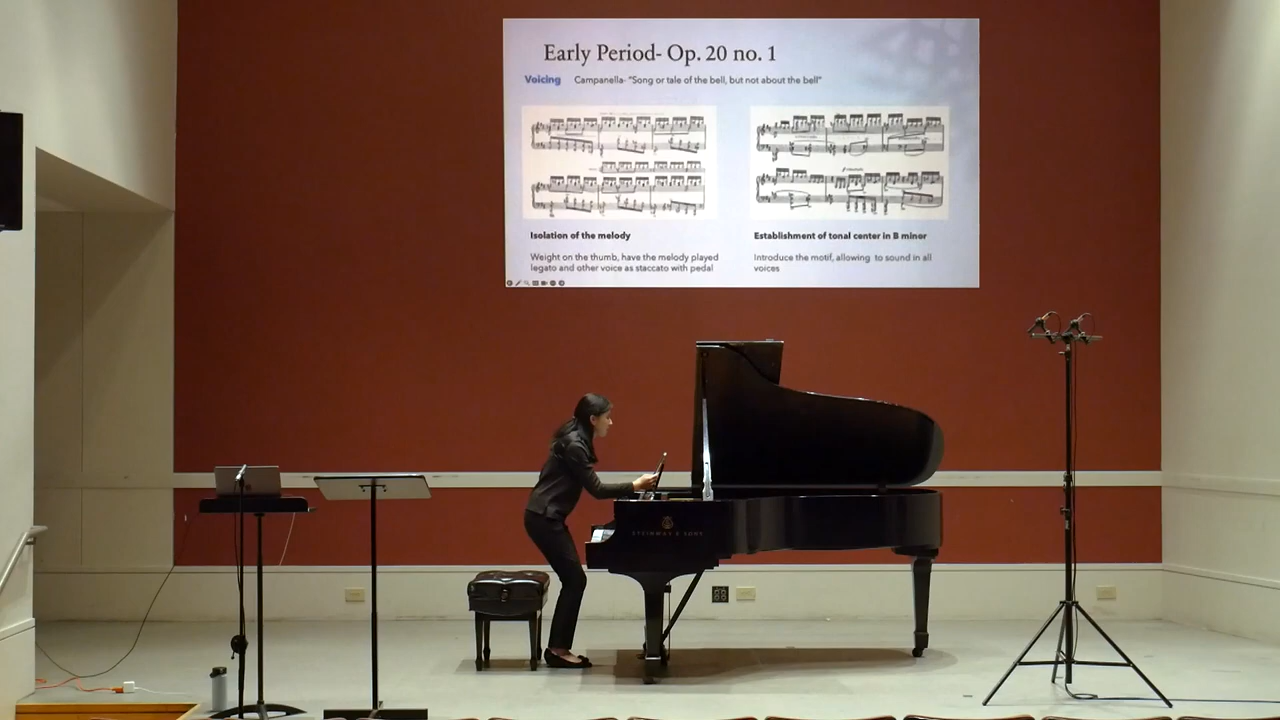 Early Period- Op. 20 no. 1
Voicing Campanella- "Song or tale of the bell, but not about the bell"
Isolation of the melody
Weight on the thumb, have the melody played
legato and other voice as staccato with pedal
Establishment of tonal center in B minor
Introduce the motif, allowing to sound in all
voices
STEINWAY & SONS